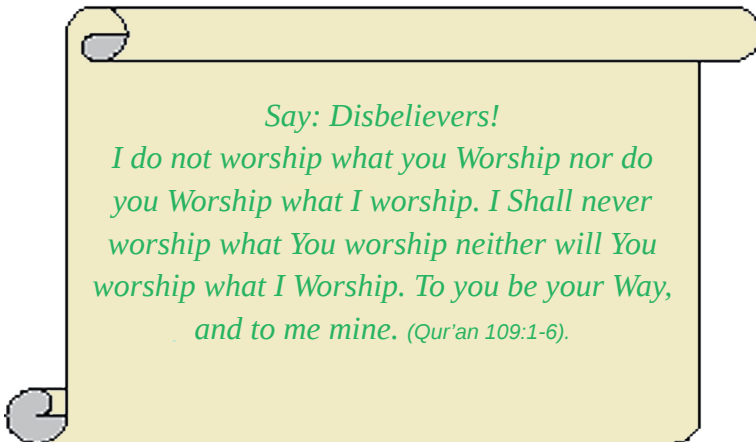 Say: Disbelievers!
I do not worship what you Worship nor do
you Worship what I worship. I Shall never
worship what You worship neither will You
worship what I Worship. To you be your Way,
and to me mine. (Qur’an 109:1-6).